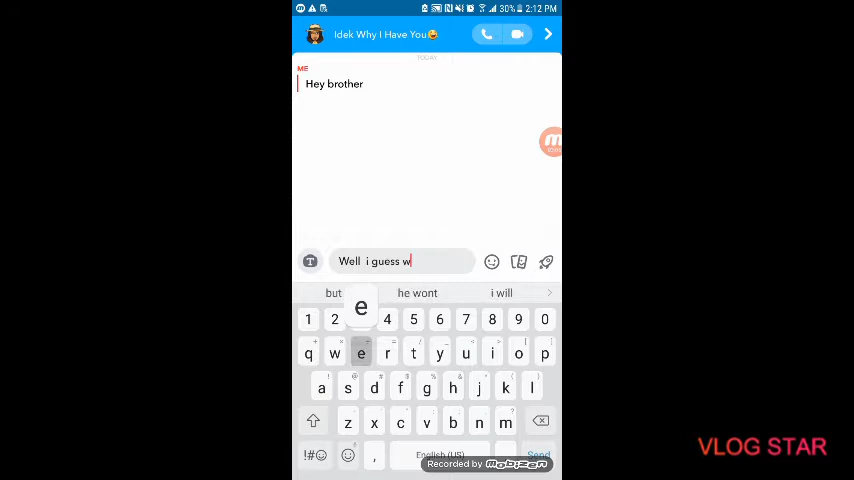 30% 2:12 PM
Idek Why I Have You😂
TODAY
ME
Hey brother
Well  i guess w
but he wont i will
e
1 2 4 5 6 7 8 9 0
q w e r t y u i o p
a s d f g h j k l
z x c v b n m
!#☺ , English (US) Send
Recorded by mobizen
VLOG STAR